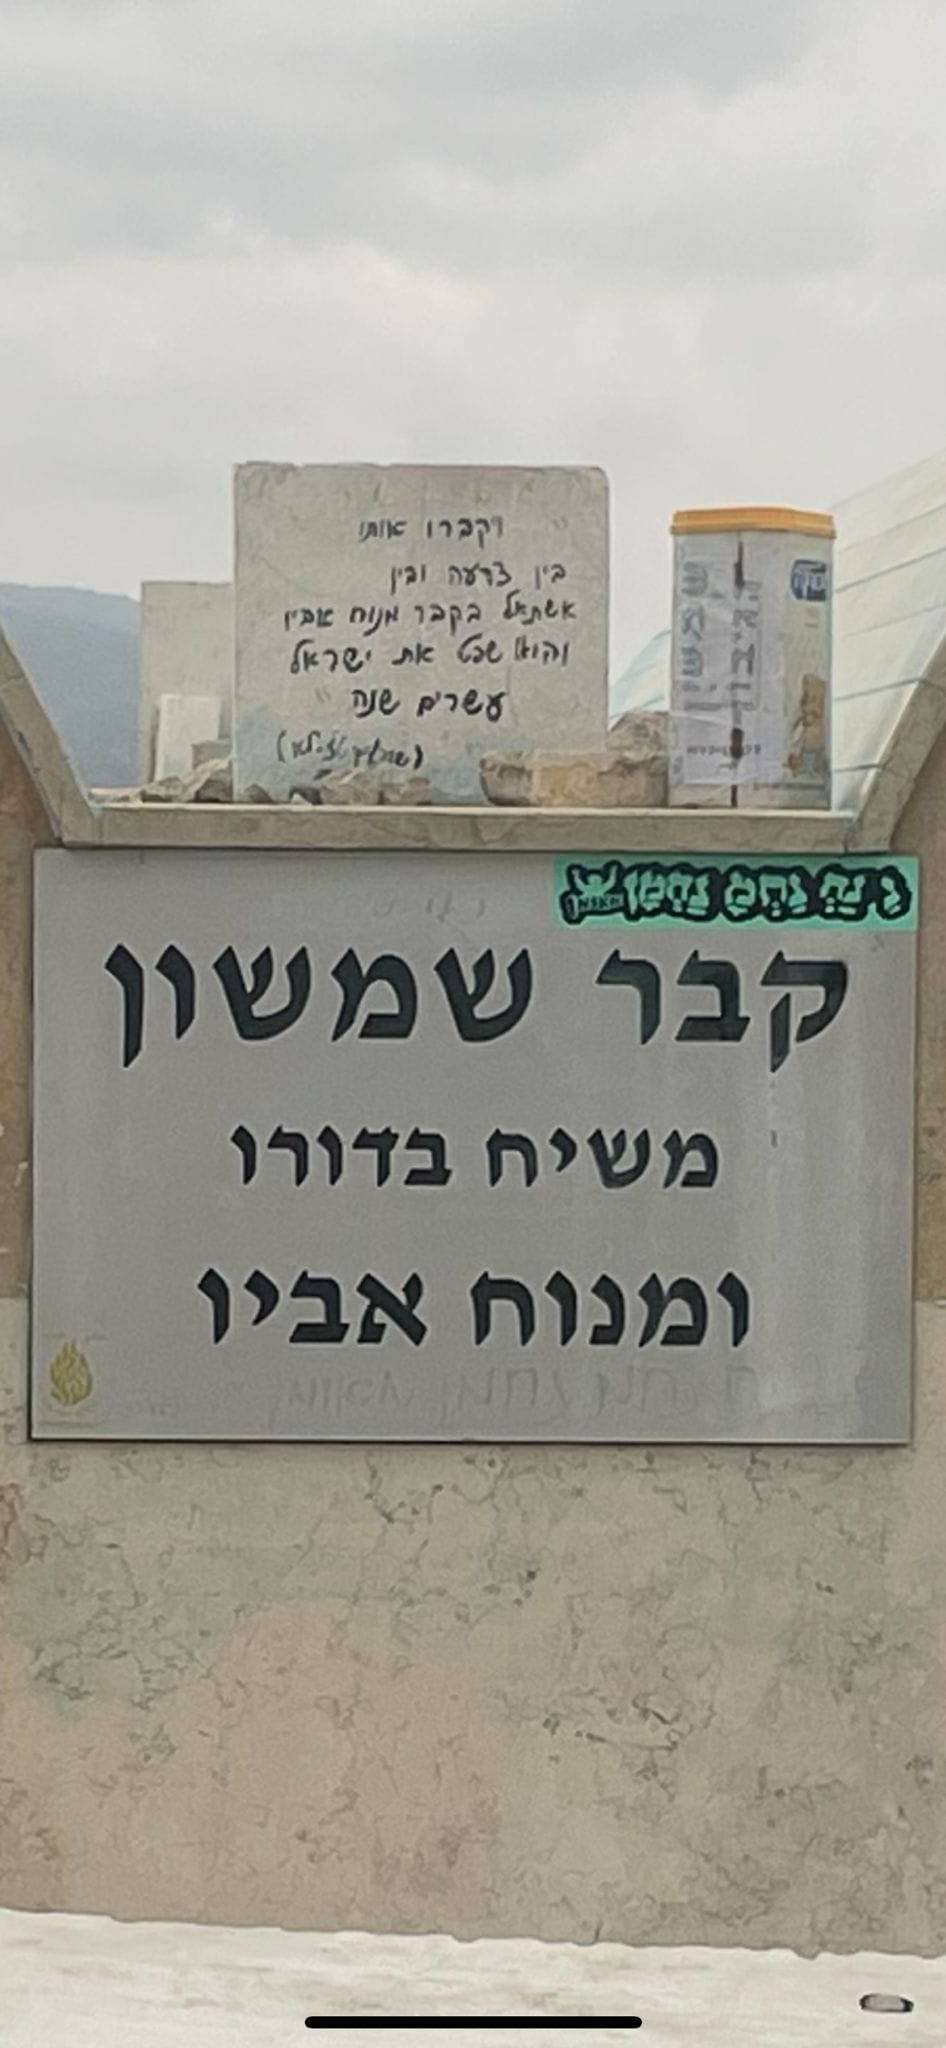 "ויקברו אותו
בין צרעה ובין
אשתאל בקבר מנוח אביו
והוא שפט את ישראל
עשרים שנה"
נ נח נחמ נחמן מאומן
קבר שמשון
משיח בדורו
ומנוח אביו